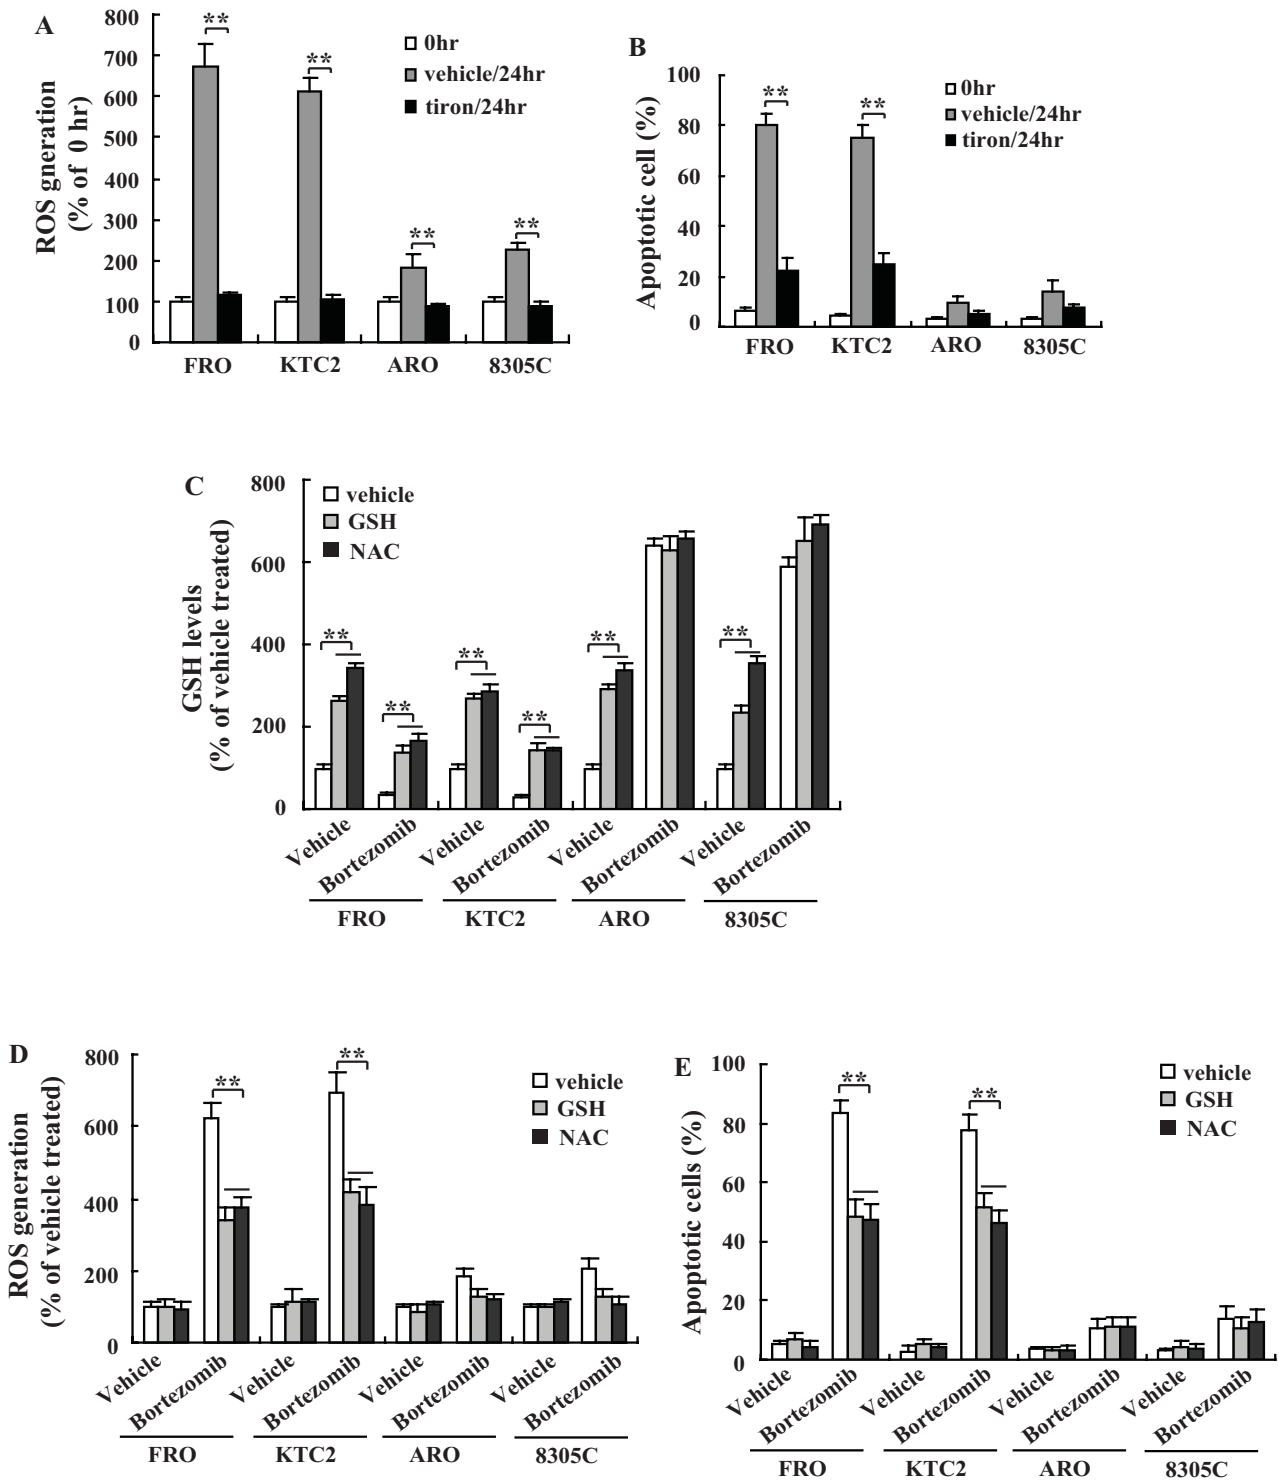 A
ROS gneration
(% of 0 hr)
800
700
600
500
400
300
200
100
0
**
**
**
**
0hr
vehicle/24hr
tiron/24hr
FRO
KTC2
ARO
8305C
B
Apoptotic cell (%)
100
80
60
40
20
0
**
**
0hr
vehicle/24hr
tiron/24hr
FRO
KTC2
ARO
8305C
C
GSH levels
(% of vehicle treated)
800
600
400
200
0
vehicle
GSH
NAC
**
**
**
**
**
**
Vehicle
Bortezomib
Vehicle
Bortezomib
Vehicle
Bortezomib
Vehicle
Bortezomib
FRO
KTC2
ARO
8305C
D
ROS generation
(% of vehicle treated)
800
600
400
200
0
**
**
vehicle
GSH
NAC
Vehicle
Bortezomib
Vehicle
Bortezomib
Vehicle
Bortezomib
Vehicle
Bortezomib
FRO
KTC2
ARO
8305C
E
Apoptotic cells (%)
100
80
60
40
20
0
**
**
vehicle
GSH
NAC
Vehicle
Bortezomib
Vehicle
Bortezomib
Vehicle
Bortezomib
Vehicle
Bortezomib
FRO
KTC2
ARO
8305C